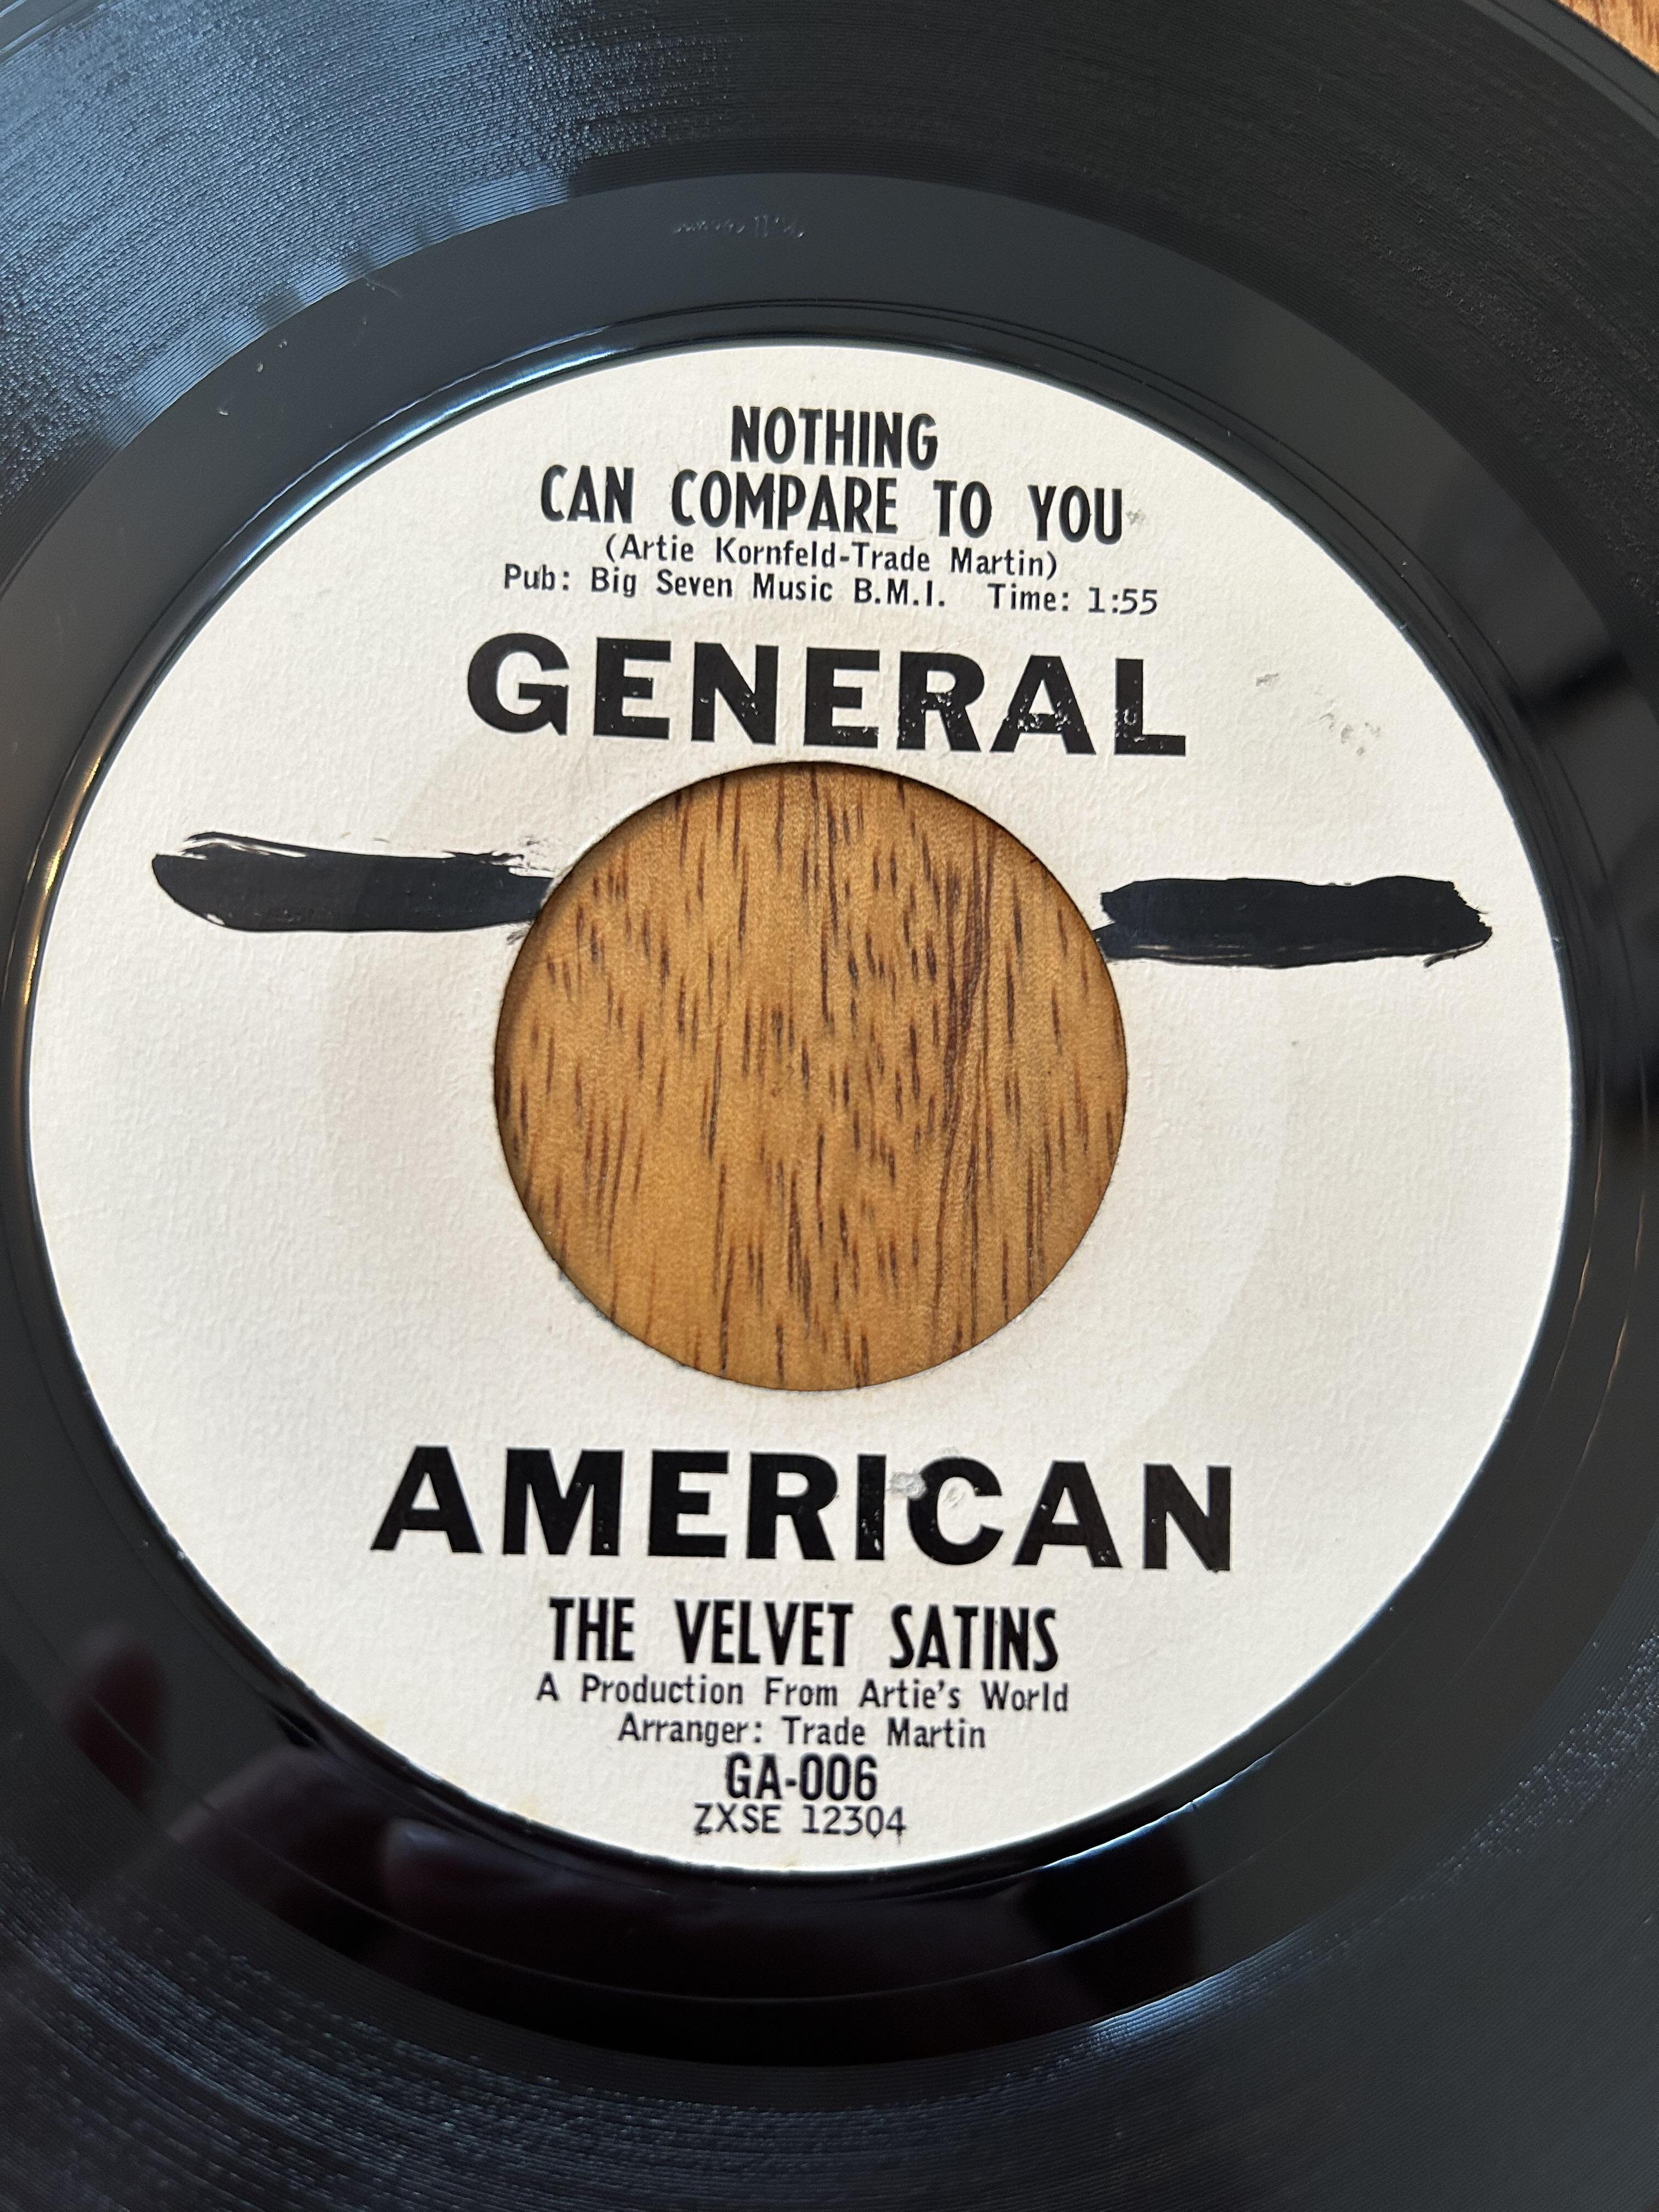 NOTHING
CAN COMPARE TO YOU
(Artie Kornfeld-Trade Martin)
Pub: Big Seven Music B.M.I. Time: 1:55
GENERAL
AMERICAN
THE VELVET SATINS
A Production From Artie's World
Arranger: Trade Martin
GA-006
ZXSE 12304